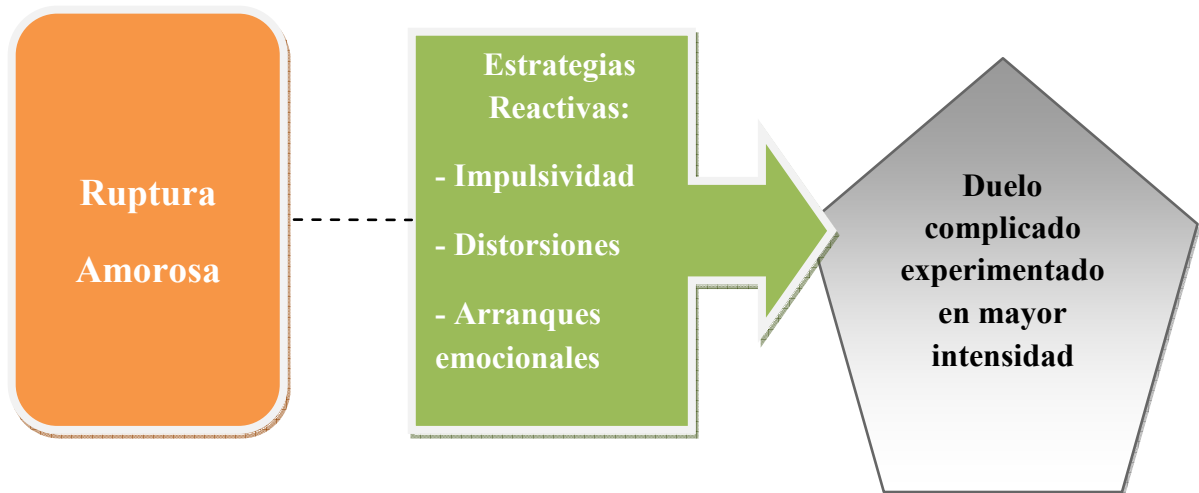 Ruptura
Amorosa
Estrategias
Reactivas:
- Impulsividad
- Distorsiones
- Arranques
emocionales
Duelo
complicado
experimentado
en mayor
intensidad